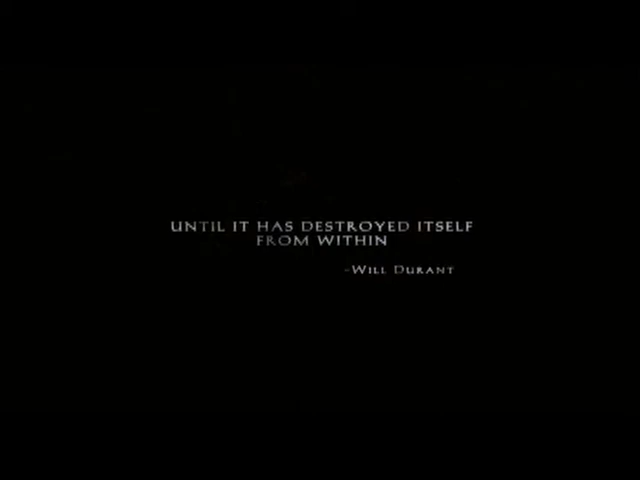 UNTIL IT HAS DESTROYED ITSELF
FROM WITHIN
-WILL DURANT